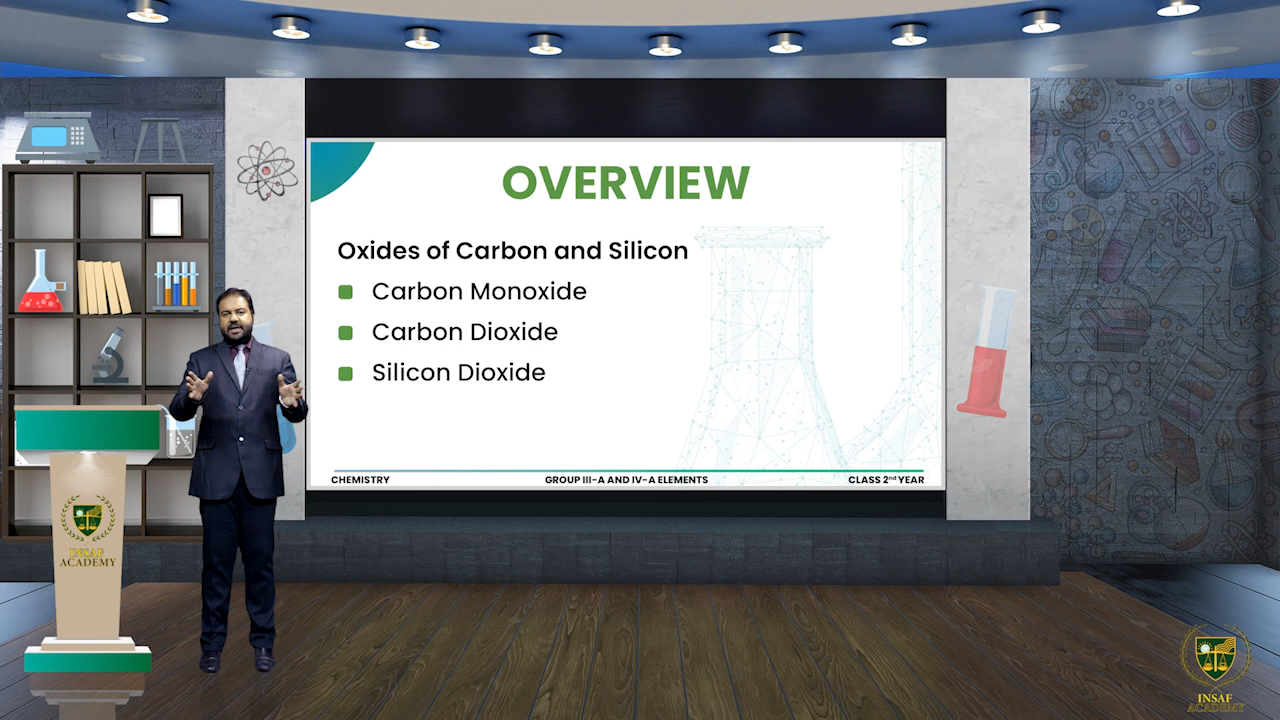 OVERVIEW
Oxides of Carbon and Silicon
Carbon Monoxide
Carbon Dioxide
Silicon Dioxide
CHEMISTRY
GROUP III-A AND IV-A ELEMENTS
CLASS 2nd YEAR
INSAF
ACADEMY
INSAF
ACADEMY